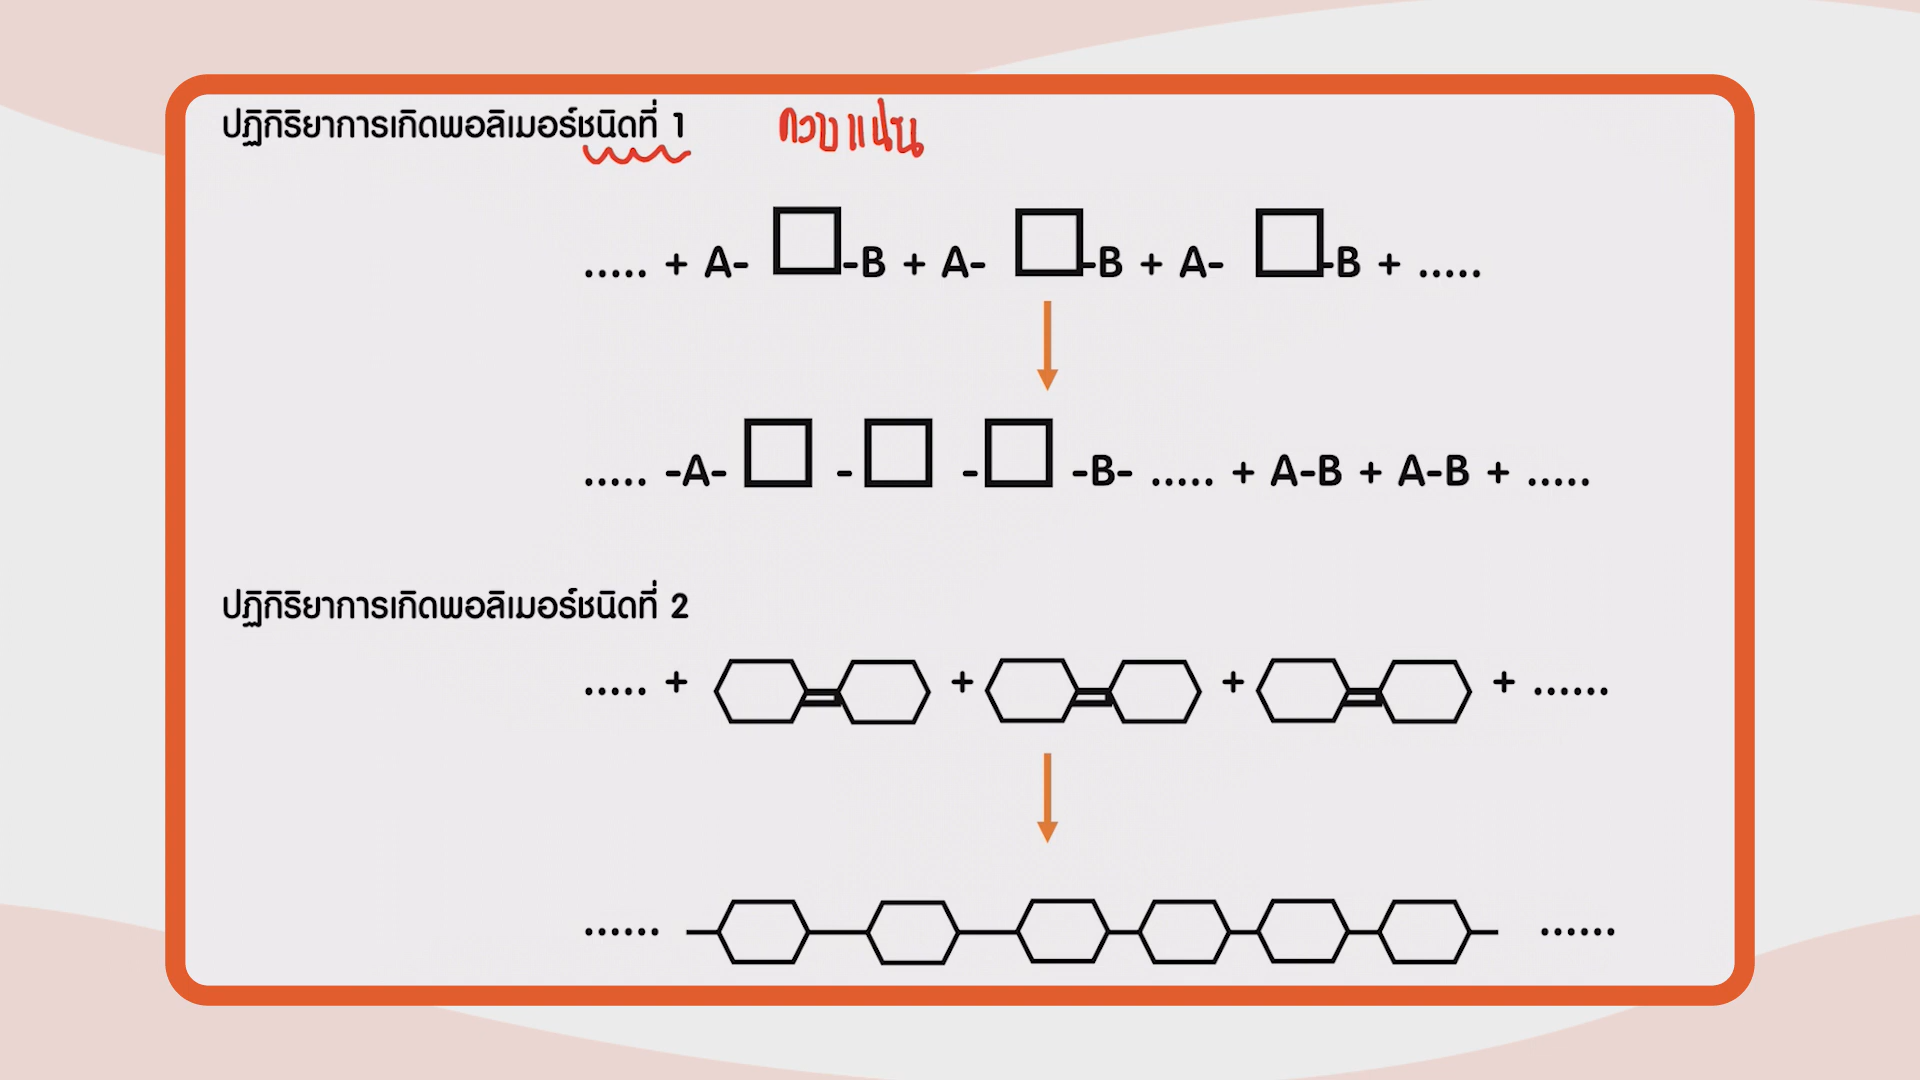 ปฏิกิริยาการเกิดพอลิเมอร์ชนิดที่ 1 ควบแน่น
..... + A- -B + A- -B + A- -B + .....
..... -A- - - -B- ..... + A-B + A-B + .....
ปฏิกิริยาการเกิดพอลิเมอร์ชนิดที่ 2
..... + + + + ......
...... ......